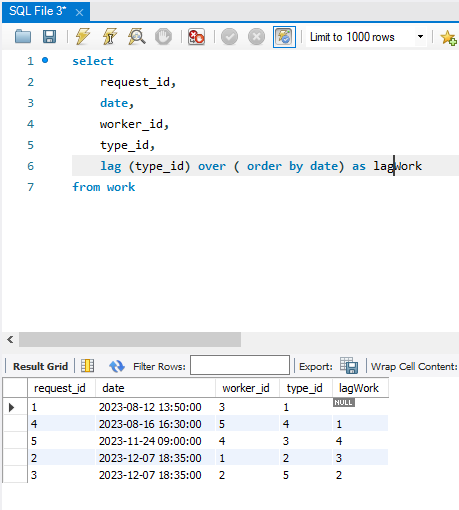 SQL File 3*
Limit to 1000 rows
1 select
2 request_id,
3 date,
4 worker_id,
5 type_id,
6 lag (type_id) over ( order by date) as lagWork
7 from work
Result Grid Filter Rows: Export: Wrap Cell Content:
request_id date worker_id type_id lagWork
1 2023-08-12 13:50:00 3 1 NULL
4 2023-08-16 16:30:00 5 4 1
5 2023-11-24 09:00:00 4 3 4
2 2023-12-07 18:35:00 1 2 3
3 2023-12-07 18:35:00 2 5 2